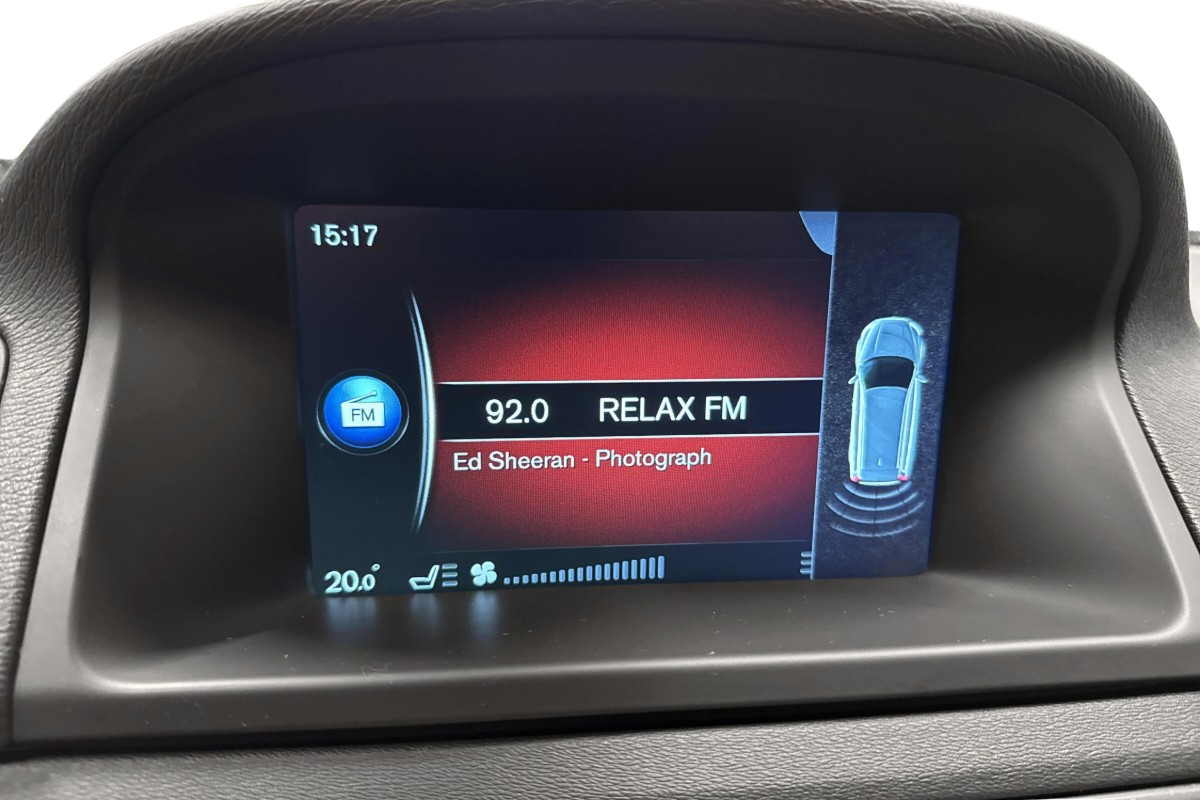 15:17
FM
92.0 RELAX FM
Ed Sheeran - Photograph
20.0°